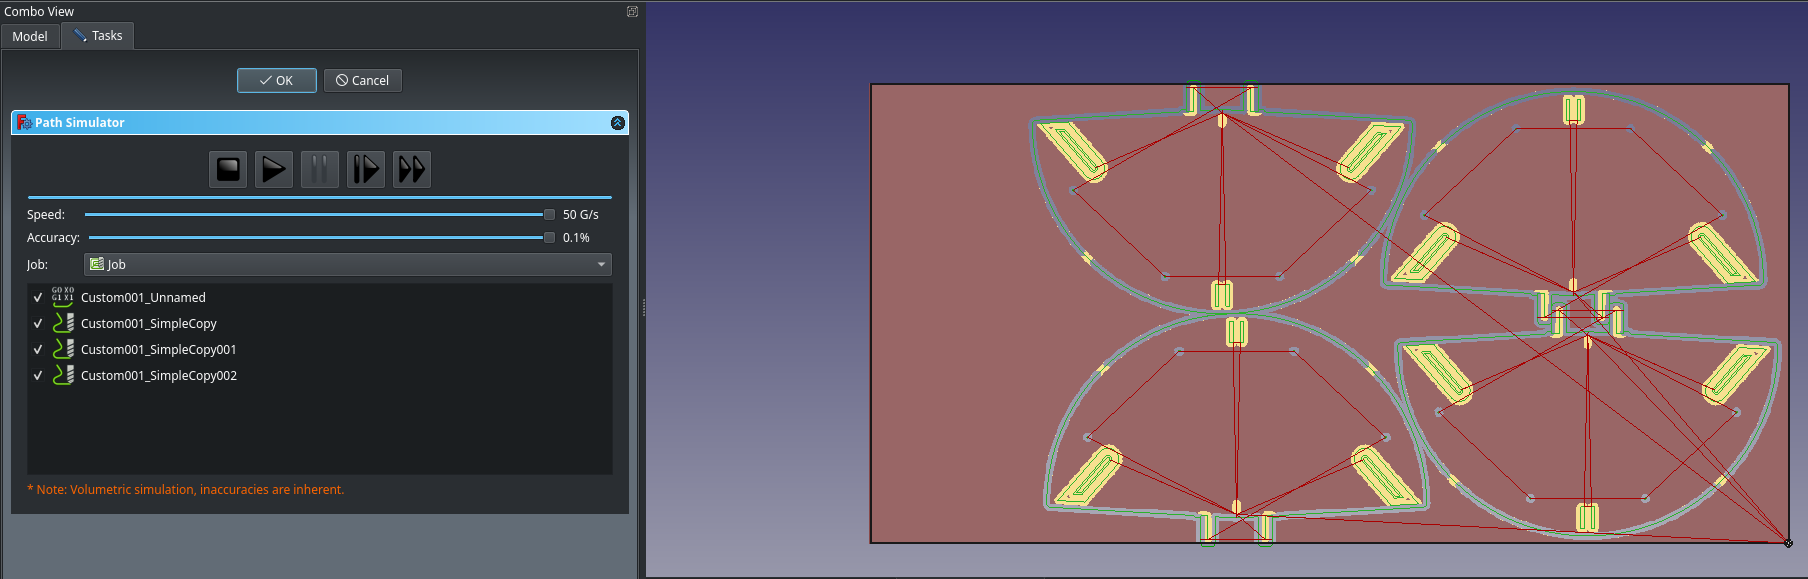 Combo View
Model
Tasks
OK
Cancel
Path Simulator
Speed:
50 G/s
Accuracy:
0.1%
Job:
Job
G0 X0
G1 X1
Custom001_Unnamed
Custom001_SimpleCopy
Custom001_SimpleCopy001
Custom001_SimpleCopy002
* Note: Volumetric simulation, inaccuracies are inherent.